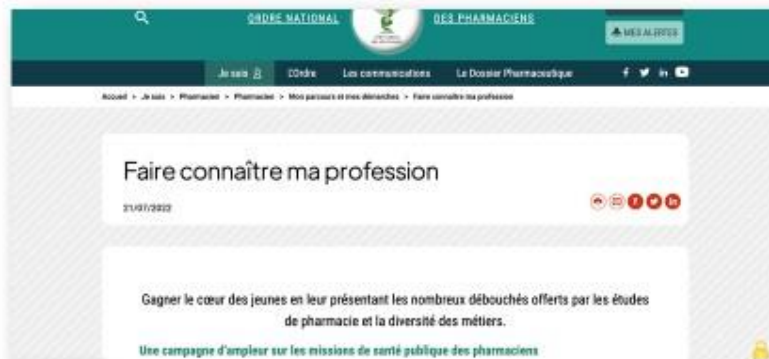 ORDRE NATIONAL DES PHARMACIENS
MES ALERTES
Je suis L'Ordre Les communications Le Dossier Pharmaceutique
Accueil > Je suis > Pharmacien > Pharmacien > Mon parcours et mes démarches > Faire connaître ma profession
Faire connaître ma profession
21/07/2022
Gagner le cœur des jeunes en leur présentant les nombreux débouchés offerts par les études
de pharmacie et la diversité des métiers.
Une campagne d'ampleur sur les missions de santé publique des pharmaciens